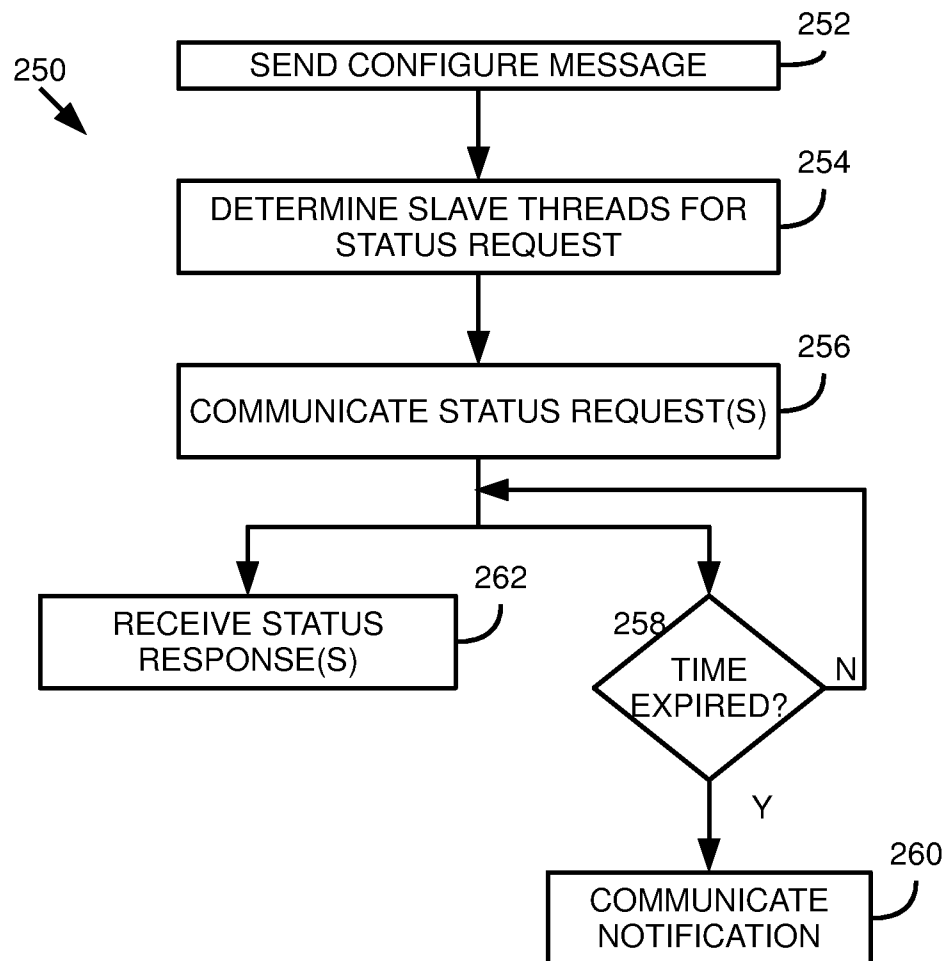 252
SEND CONFIGURE MESSAGE
250
254
DETERMINE SLAVE THREADS FOR
STATUS REQUEST
256
COMMUNICATE STATUS REQUEST(S)
262
RECEIVE STATUS
RESPONSE(S)
258
TIME
EXPIRED?
N
Y
260
COMMUNICATE
NOTIFICATION